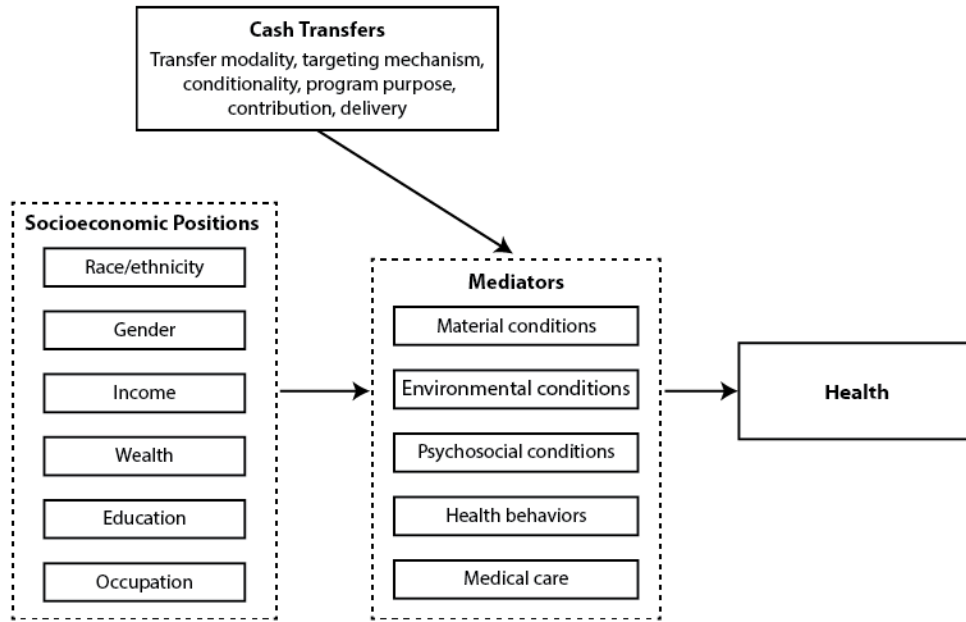 Cash Transfers
Transfer modality, targeting mechanism,
conditionality, program purpose,
contribution, delivery
Socioeconomic Positions
Race/ethnicity
Gender
Income
Wealth
Education
Occupation
Mediators
Material conditions
Environmental conditions
Psychosocial conditions
Health behaviors
Medical care
Health